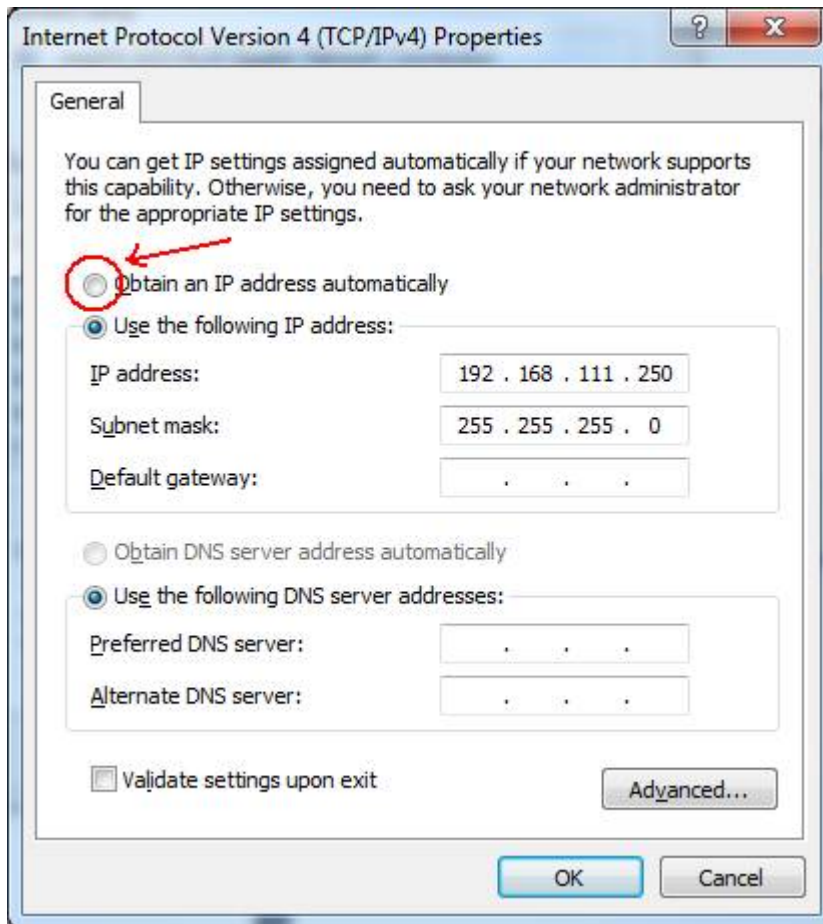 Internet Protocol Version 4 (TCP/IPv4) Properties
General
You can get IP settings assigned automatically if your network supports
this capability. Otherwise, you need to ask your network administrator
for the appropriate IP settings.
Obtain an IP address automatically
Use the following IP address:
IP address: 192 . 168 . 111 . 250
Subnet mask: 255 . 255 . 255 . 0
Default gateway: . . .
Obtain DNS server address automatically
Use the following DNS server addresses:
Preferred DNS server: . . .
Alternate DNS server: . . .
Validate settings upon exit
Advanced...
OK Cancel